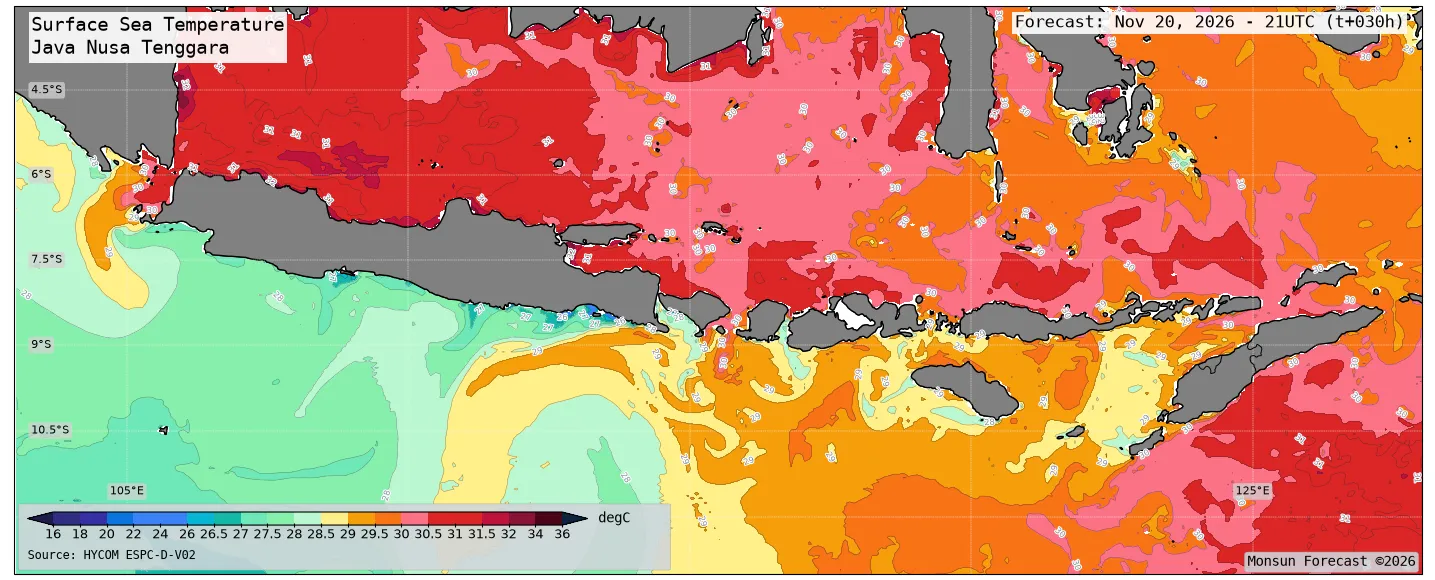 Surface Sea Temperature
Java Nusa Tenggara
Forecast: Nov 20, 2026 - 21UTC (t+030h)
4.5°S
6°S
7.5°S
9°S
10.5°S
105°E
125°E
16 18 20 22 24 26 26.5 27 27.5 28 28.5 29 29.5 30 30.5 31 31.5 32 34 36
degC
Source: HYCOM ESPC-D-V02
Monsun Forecast ©2026